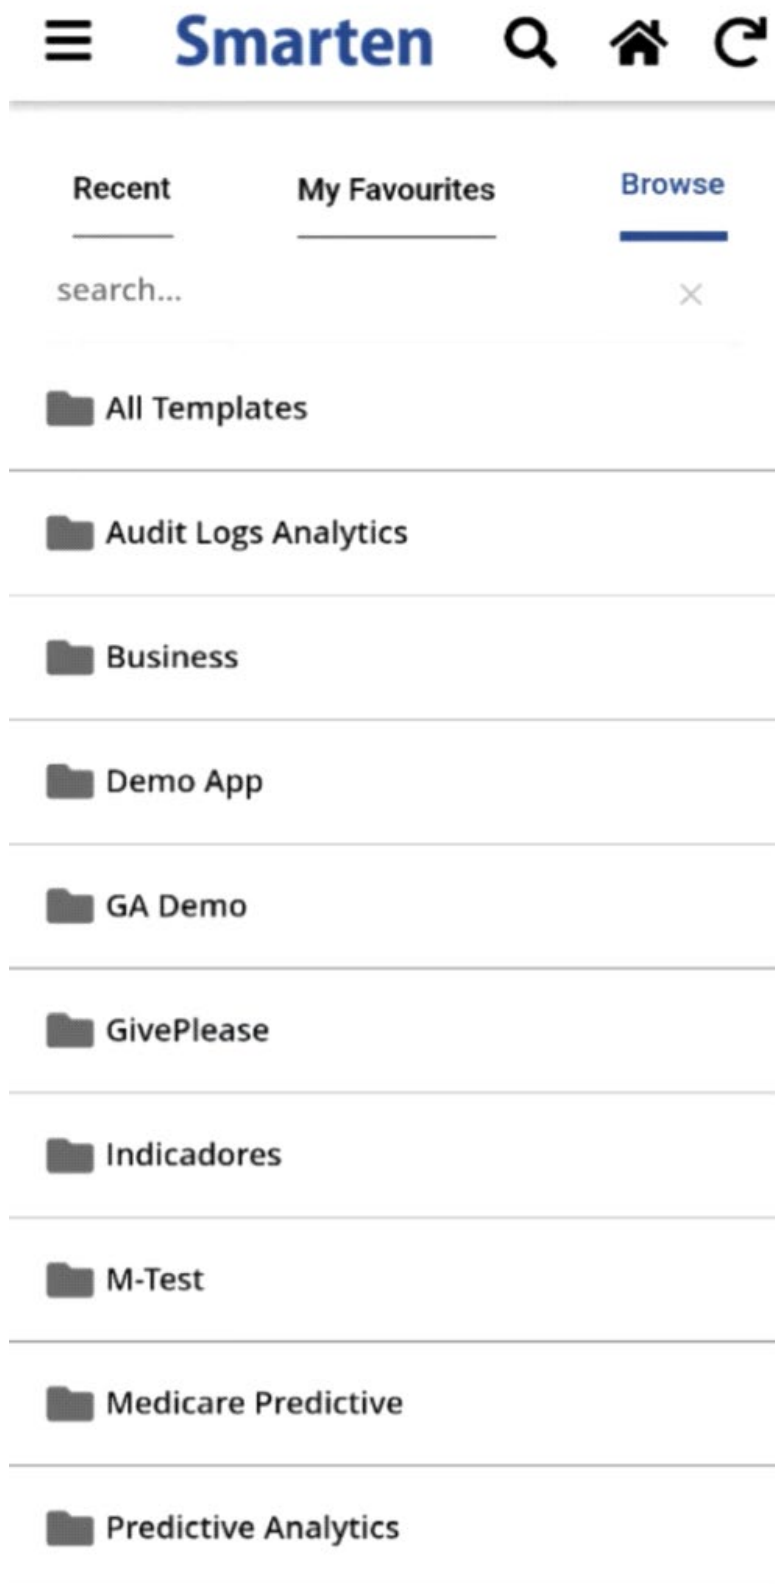 Smarten
Recent My Favourites Browse
search...
All Templates
Audit Logs Analytics
Business
Demo App
GA Demo
GivePlease
Indicadores
M-Test
Medicare Predictive
Predictive Analytics